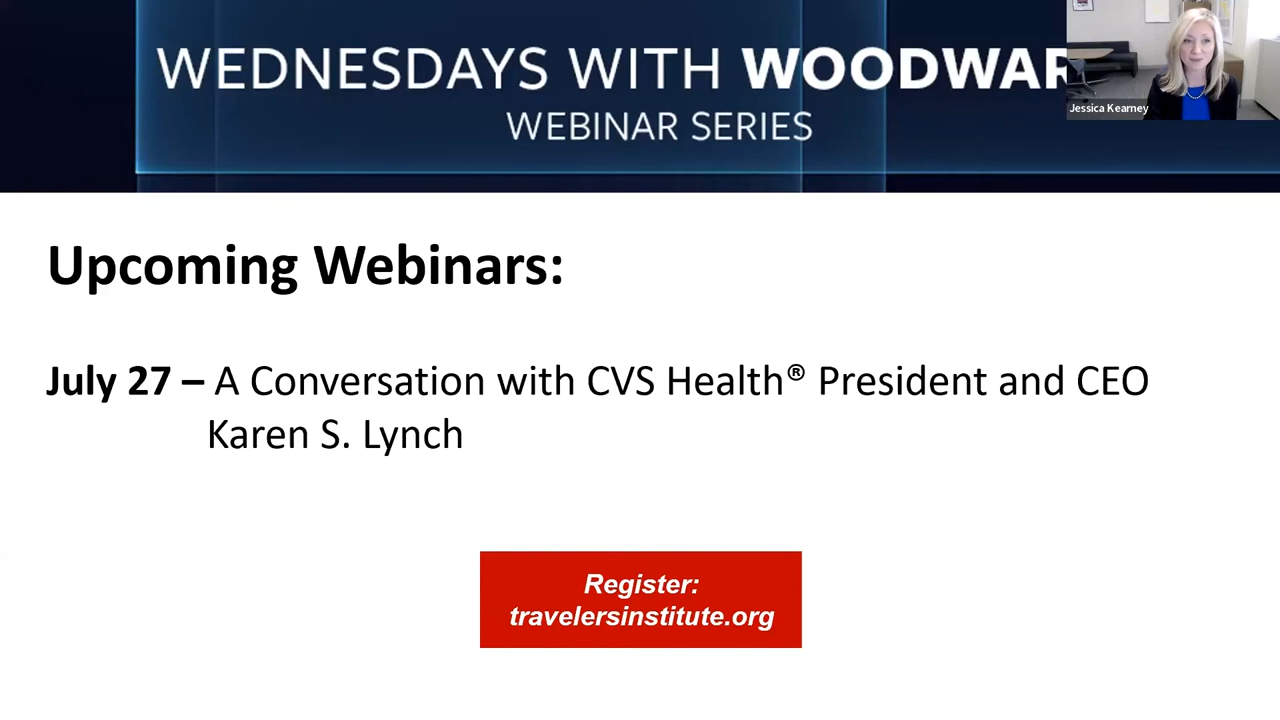 WEDNESDAYS WITH WOODWAR
WEBINAR SERIES
Jessica Kearney
Upcoming Webinars:
July 27 – A Conversation with CVS Health® President and CEO
Karen S. Lynch
Register:
travelersinstitute.org